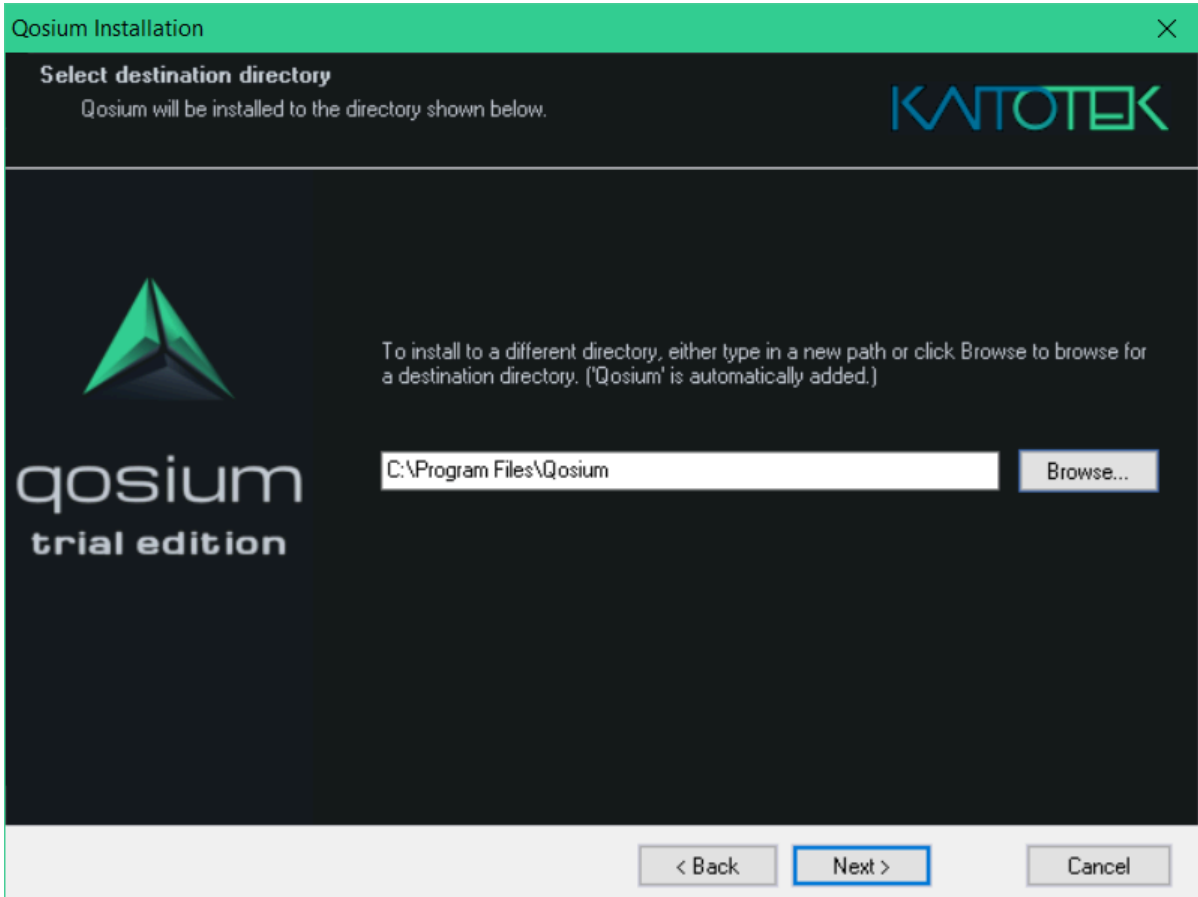 Qosium Installation
Select destination directory
Qosium will be installed to the directory shown below.
KAITOTEK
To install to a different directory, either type in a new path or click Browse to browse for
a destination directory. ('Qosium' is automatically added.)
qosium
trial edition
C:\Program Files\Qosium
Browse...
< Back
Next >
Cancel